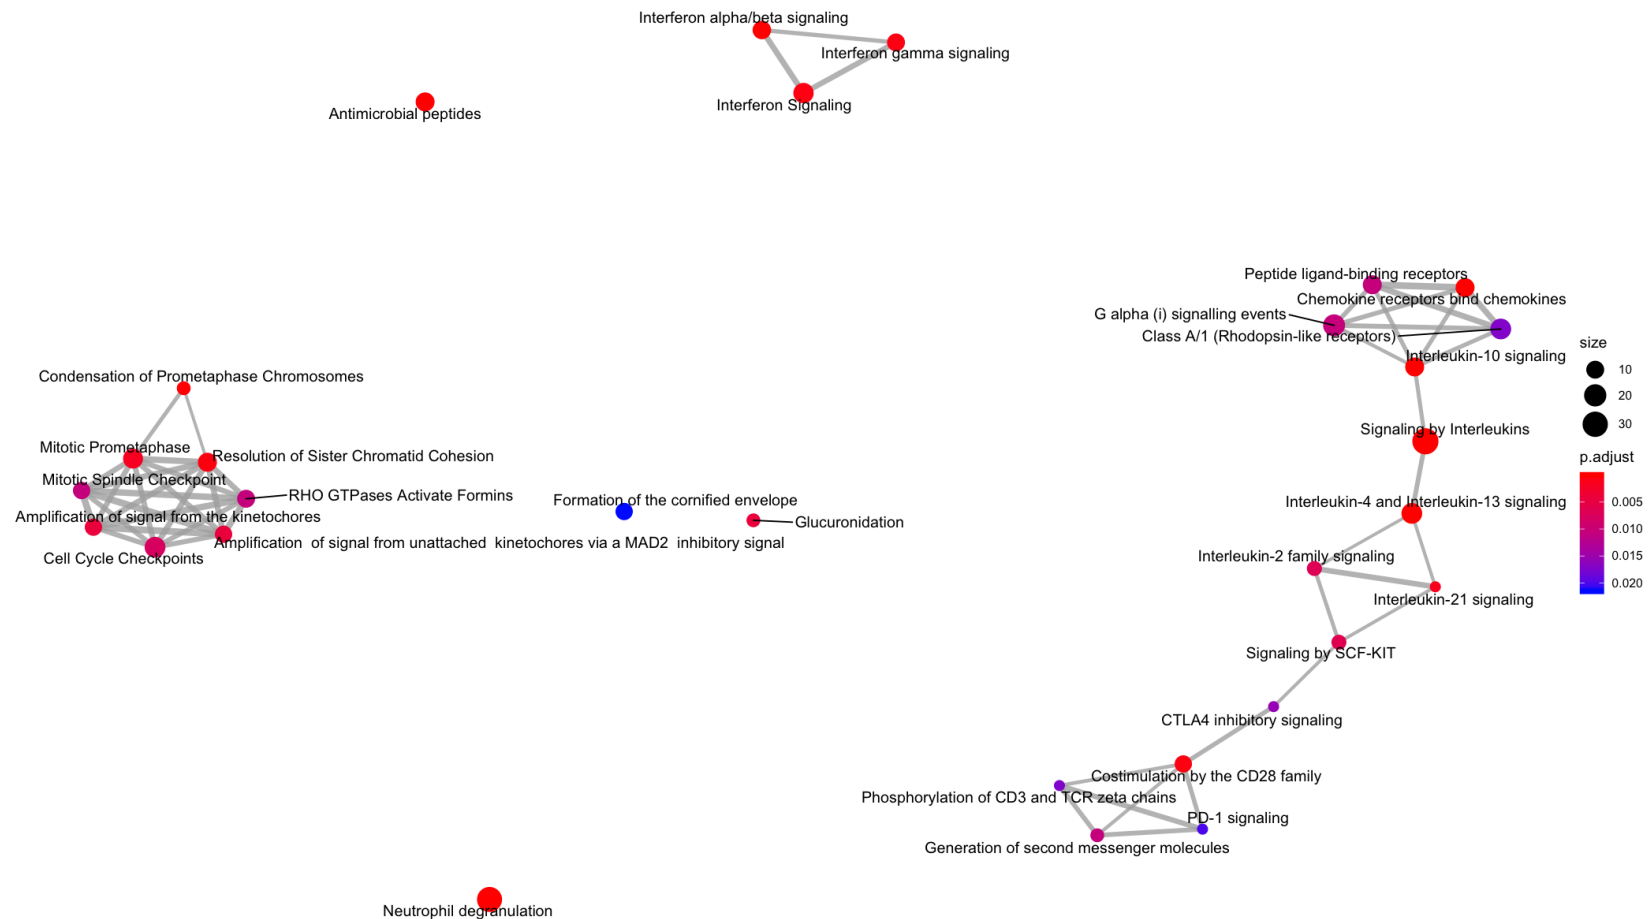 Interferon alpha/beta signaling
Interferon gamma signaling
Interferon Signaling
Antimicrobial peptides
Peptide ligand-binding receptors
Chemokine receptors bind chemokines
G alpha (i) signalling events
Class A/1 (Rhodopsin-like receptors)
Interleukin-10 signaling
Signaling by Interleukins
Interleukin-4 and Interleukin-13 signaling
Interleukin-2 family signaling
Interleukin-21 signaling
Signaling by SCF-KIT
CTLA4 inhibitory signaling
Costimulation by the CD28 family
Phosphorylation of CD3 and TCR zeta chains
PD-1 signaling
Generation of second messenger molecules
Condensation of Prometaphase Chromosomes
Mitotic Prometaphase
Resolution of Sister Chromatid Cohesion
Mitotic Spindle Checkpoint
RHO GTPases Activate Formins
Amplification of signal from the kinetochores
Amplification  of signal from unattached  kinetochores via a MAD2  inhibitory signal
Cell Cycle Checkpoints
Formation of the cornified envelope
Glucuronidation
Neutrophil degranulation
size
10
20
30
p.adjust
0.005
0.010
0.015
0.020